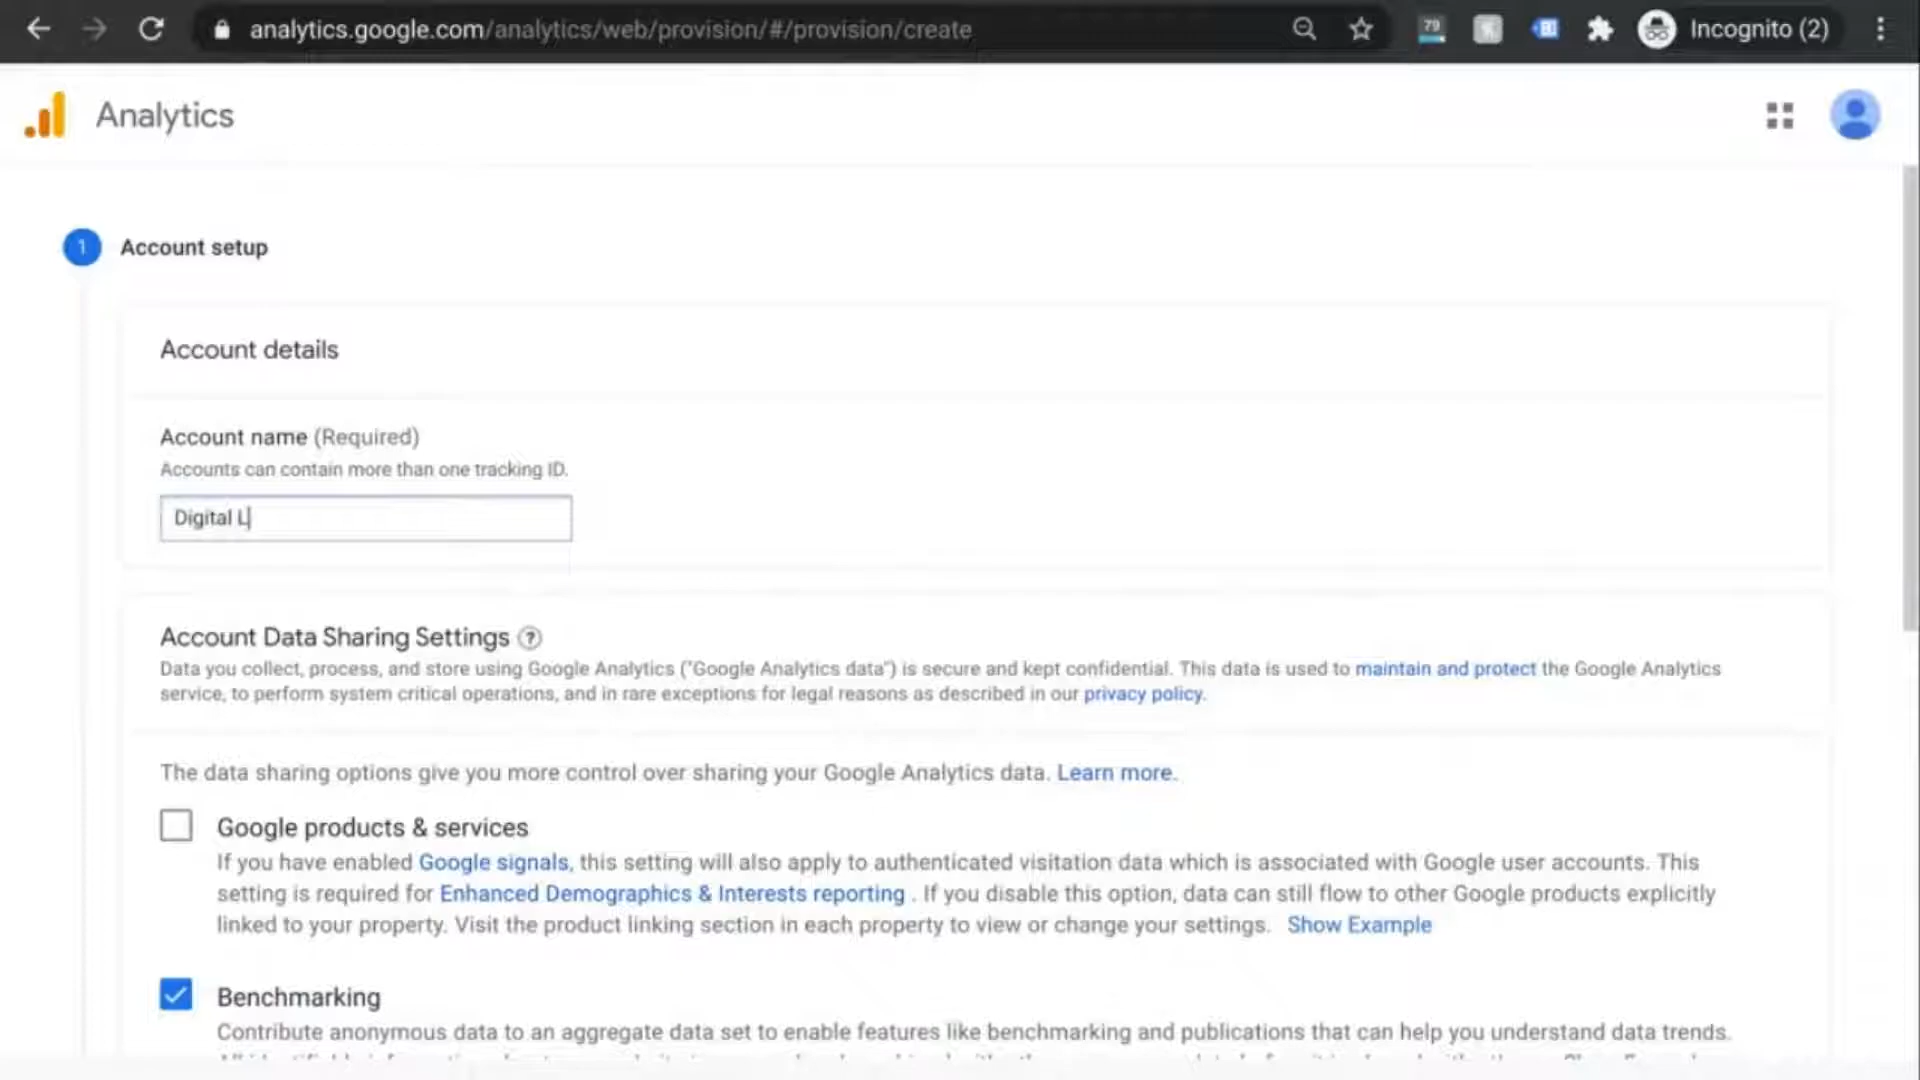 analytics.google.com/analytics/web/provision/#/provision/create
79
Incognito (2)
Analytics
1 Account setup
Account details
Account name (Required)
Accounts can contain more than one tracking ID.
Digital L
Account Data Sharing Settings ?
Data you collect, process, and store using Google Analytics ("Google Analytics data") is secure and kept confidential. This data is used to maintain and protect the Google Analytics
service, to perform system critical operations, and in rare exceptions for legal reasons as described in our privacy policy.
The data sharing options give you more control over sharing your Google Analytics data. Learn more.
Google products & services
If you have enabled Google signals, this setting will also apply to authenticated visitation data which is associated with Google user accounts. This
setting is required for Enhanced Demographics & Interests reporting . If you disable this option, data can still flow to other Google products explicitly
linked to your property. Visit the product linking section in each property to view or change your settings. Show Example
Benchmarking
Contribute anonymous data to an aggregate data set to enable features like benchmarking and publications that can help you understand data trends.